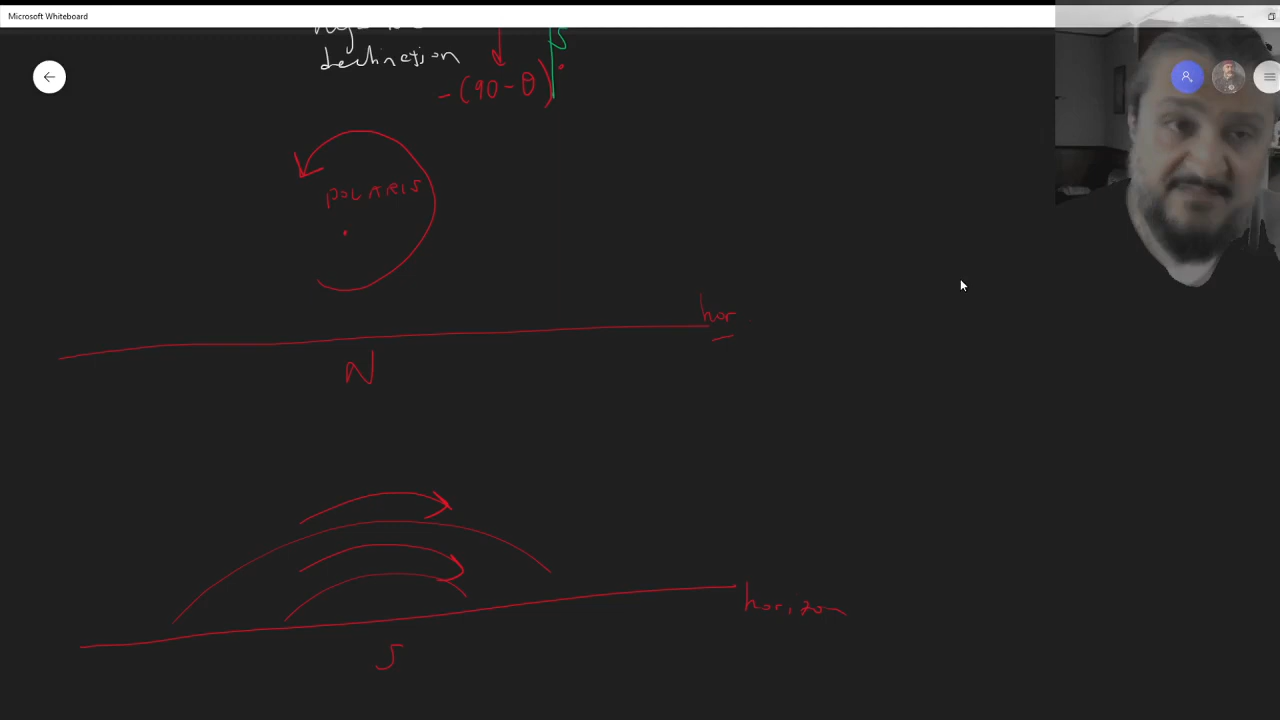 Microsoft Whiteboard
declination
-(90-θ)
S
POLARIS
hor
N
horizon
S